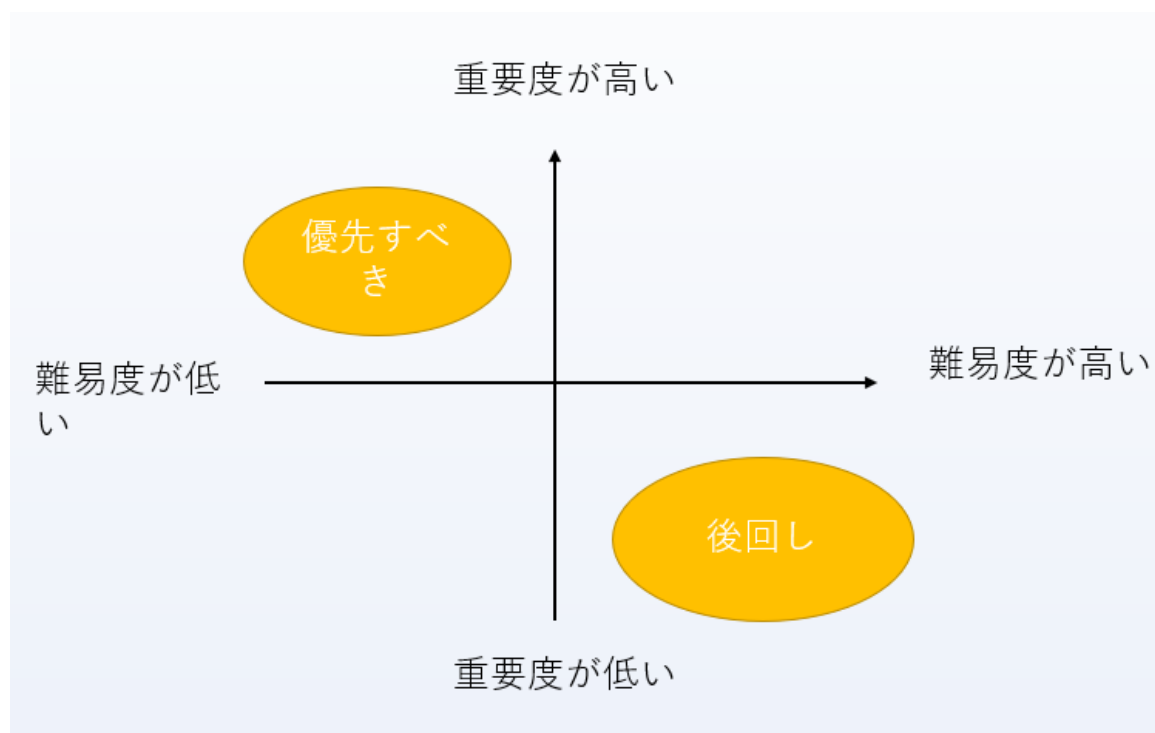 重要度が高い
優先すべ
き
難易度が低
い
難易度が高い
後回し
重要度が低い